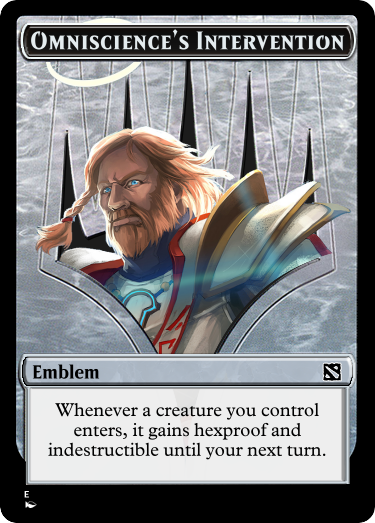 Omniscience's Intervention
Emblem
Whenever a creature you control
enters, it gains hexproof and
indestructible until your next turn.
E